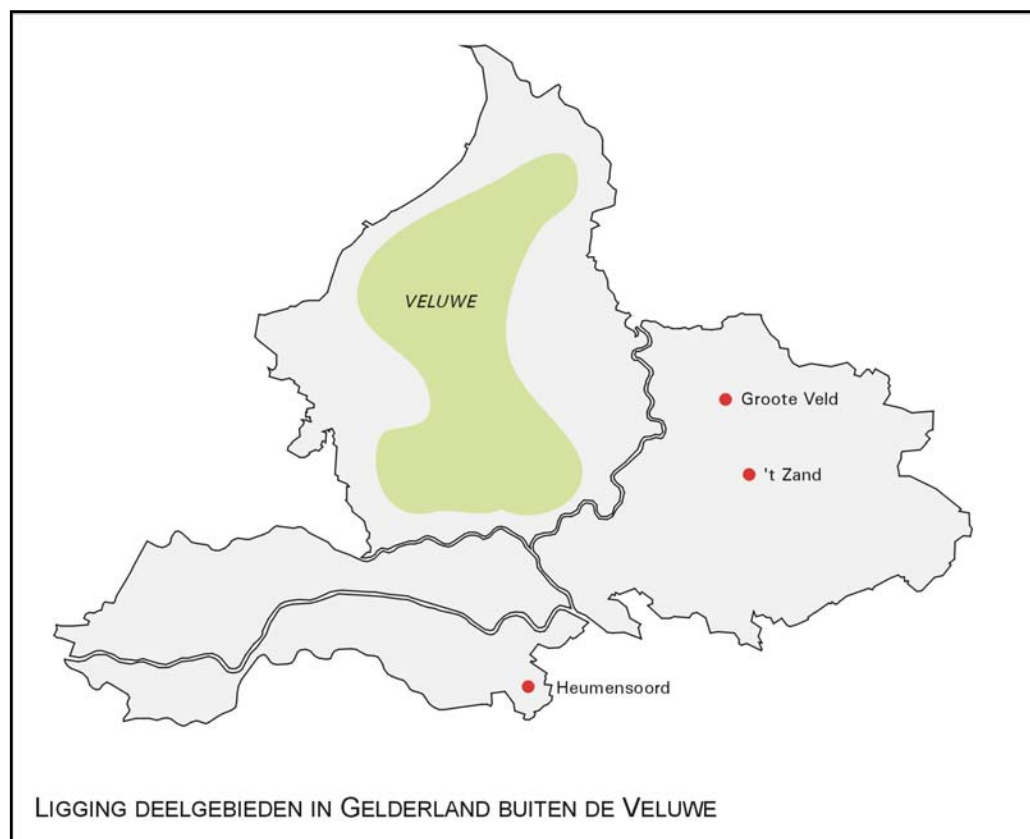 VELUWE
Groote Veld
't Zand
Heumensoord
LIGGING DEELGEBIEDEN IN GELDERLAND BUITEN DE VELUWE